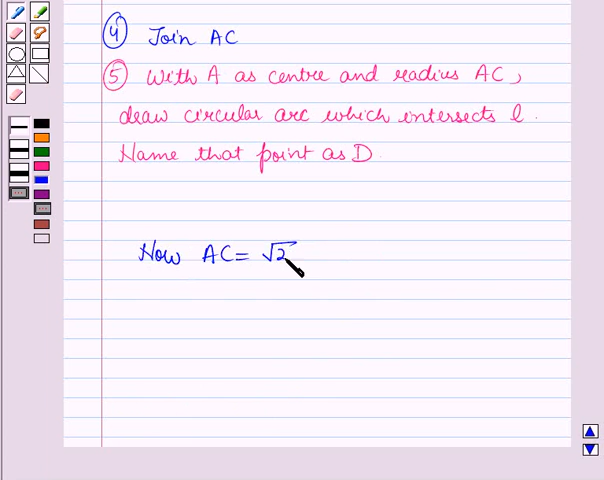 ④ Join AC
⑤ With A as centre and radius AC,
draw circular arc which intersects l.
Name that point as D.
Now AC = √2